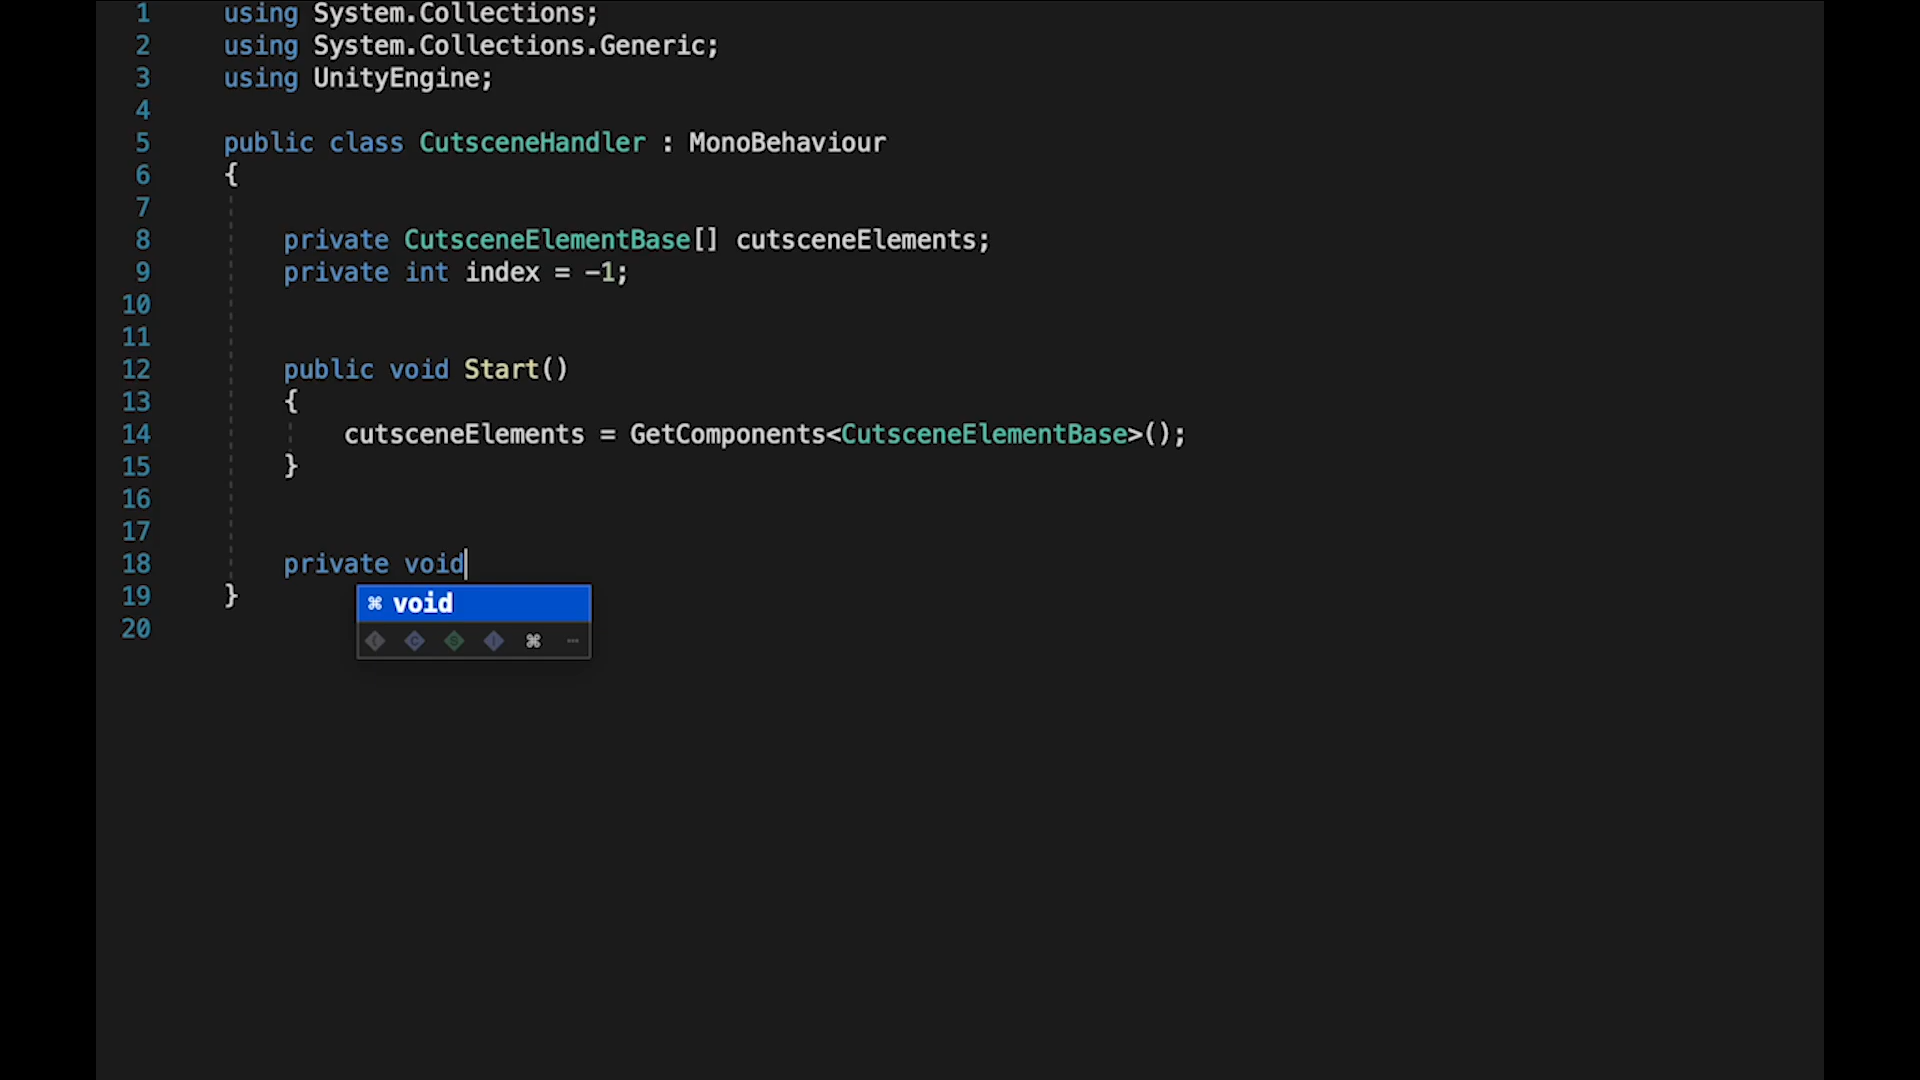 1 using System.Collections;
2 using System.Collections.Generic;
3 using UnityEngine;
4
5 public class CutsceneHandler : MonoBehaviour
6 {
7
8 private CutsceneElementBase[] cutsceneElements;
9 private int index = -1;
10
11
12 public void Start()
13 {
14 cutsceneElements = GetComponents<CutsceneElementBase>();
15 }
16
17
18 private void
19 }
⌘ void
20